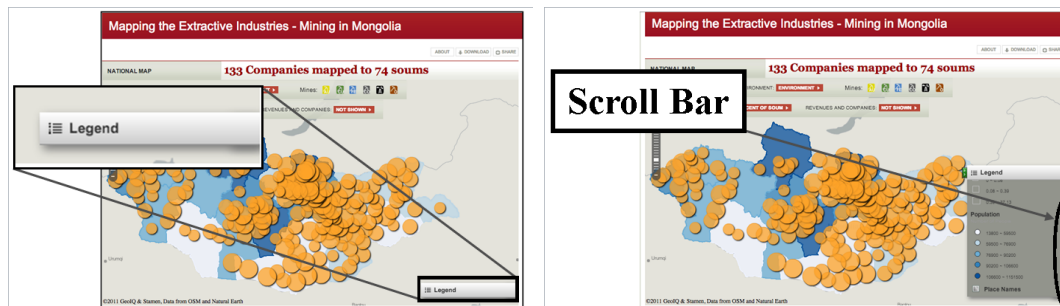 Mapping the Extractive Industries - Mining in Mongolia
ABOUT DOWNLOAD SHARE
NATIONAL MAP
133 Companies mapped to 74 soums
Mines:
REVENUES AND COMPANIES: NOT SHOWN
Legend
Urumqi
Legend
©2011 GeoIQ & Stamen, Data from OSM and Natural Earth
Mapping the Extractive Industries - Mining in Mongolia
ABOUT DOWNLOAD SHARE
NATIONAL MAP
133 Companies mapped to 74 soums
ENVIRONMENT
Mines:
Scroll Bar
CENT OF SOUM
REVENUES AND COMPANIES: NOT SHOWN
Legend
Population
Place Names
Urumqi
©2011 GeoIQ & Stamen, Data from OSM and Natural Earth